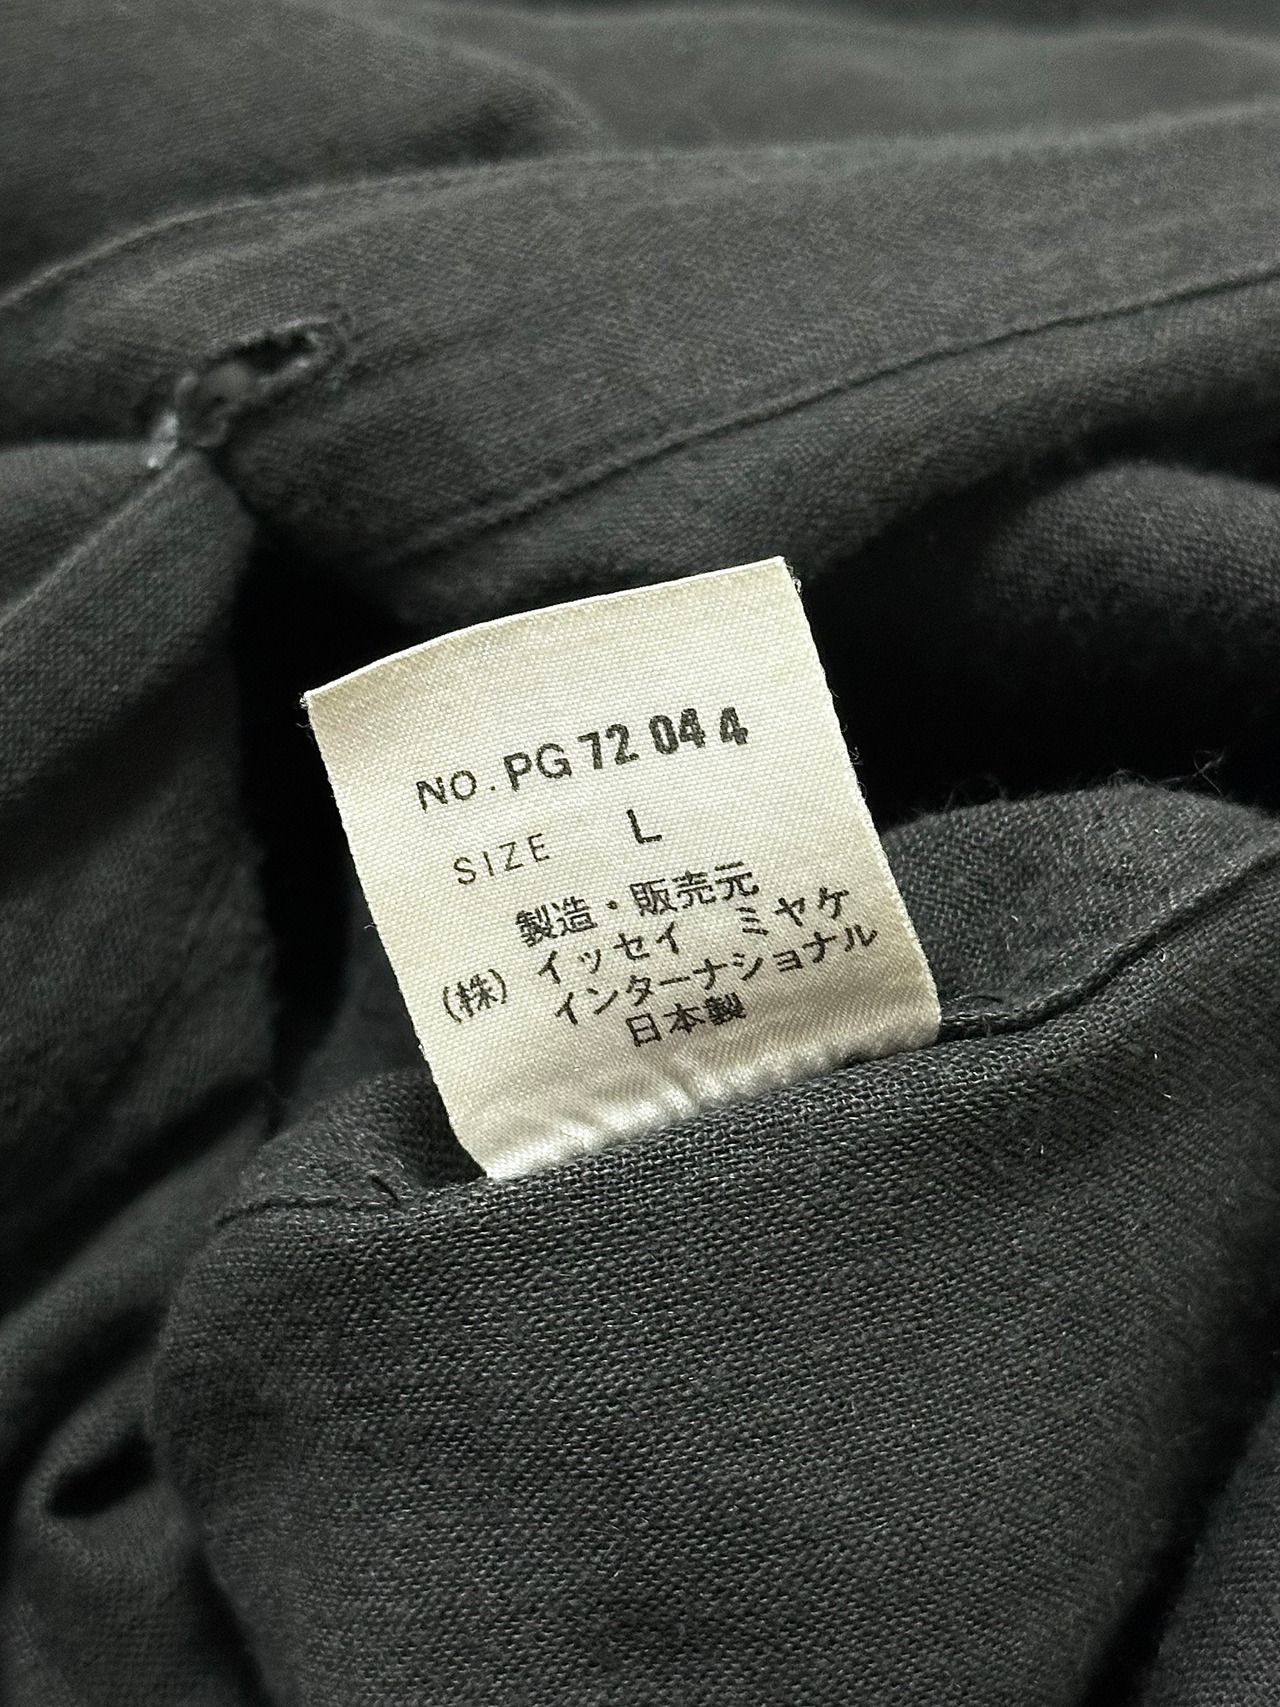 NO. PG 72 04 4
SIZE L
製造・販売元
(株) イッセイ ミヤケ
インターナショナル
日本製